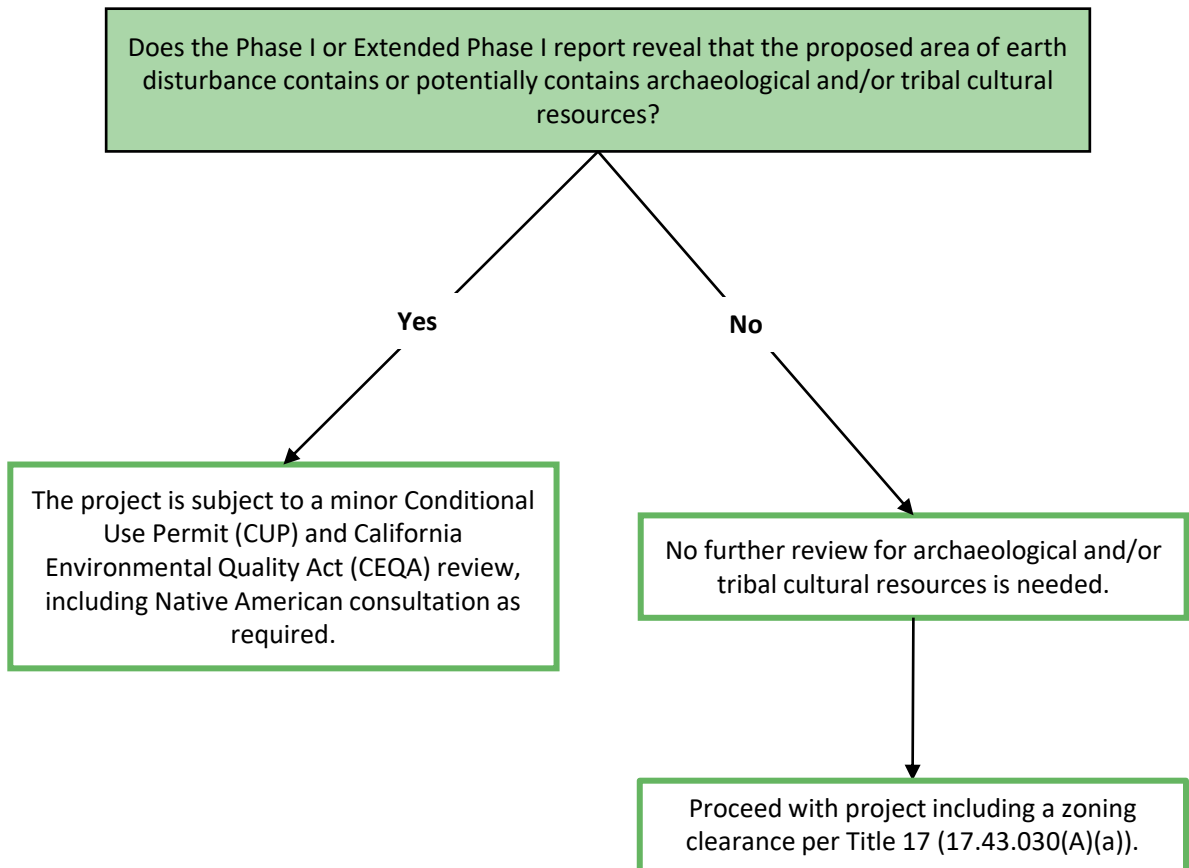 Does the Phase I or Extended Phase I report reveal that the proposed area of earth
disturbance contains or potentially contains archaeological and/or tribal cultural
resources?
Yes
No
The project is subject to a minor Conditional
Use Permit (CUP) and California
Environmental Quality Act (CEQA) review,
including Native American consultation as
required.
No further review for archaeological and/or
tribal cultural resources is needed.
Proceed with project including a zoning
clearance per Title 17 (17.43.030(A)(a)).